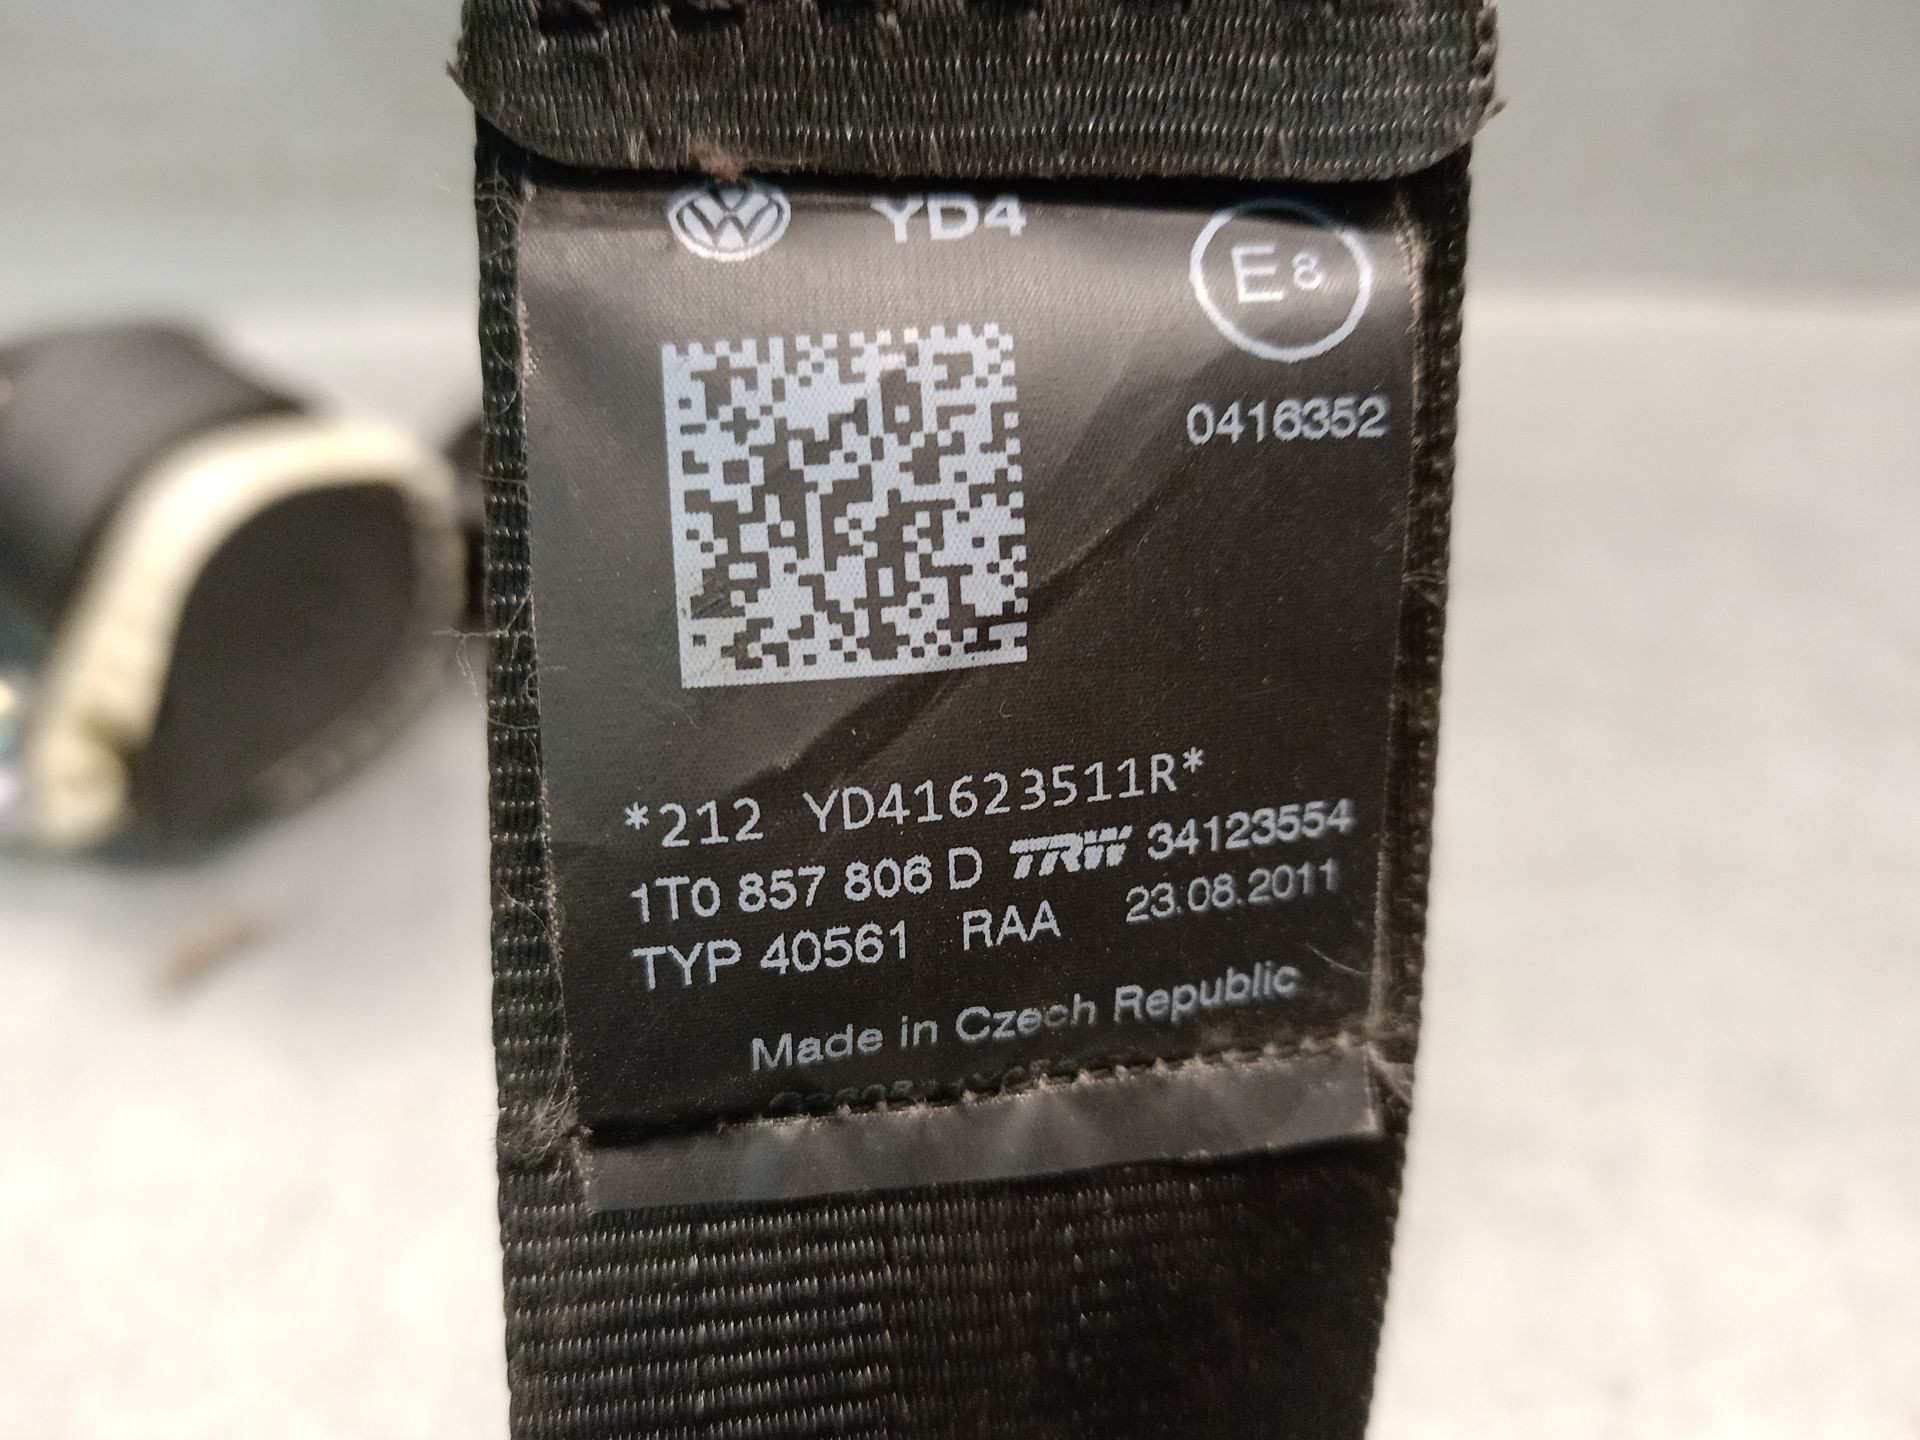 YD4
E8
0416352
*212 YD41623511R*
1T0 857 806 D TRW 34123554
TYP 40561 RAA 23.08.2011
Made in Czech Republic